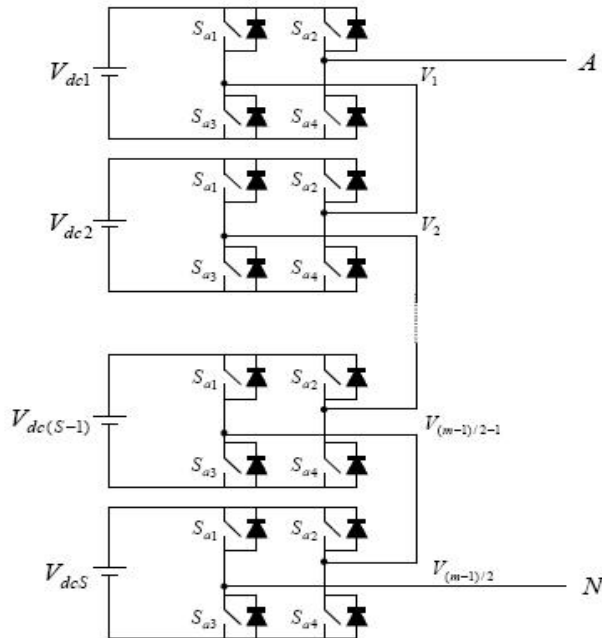 S_{a1} S_{a2}
V_{dc1} V_1 A
S_{a3} S_{a4}
S_{a1} S_{a2}
V_{dc2} V_2
S_{a3} S_{a4}
S_{a1} S_{a2}
V_{dc(S-1)} V_{(m-1)/2-1}
S_{a3} S_{a4}
S_{a1} S_{a2}
V_{dcS} V_{(m-1)/2} N
S_{a3} S_{a4}